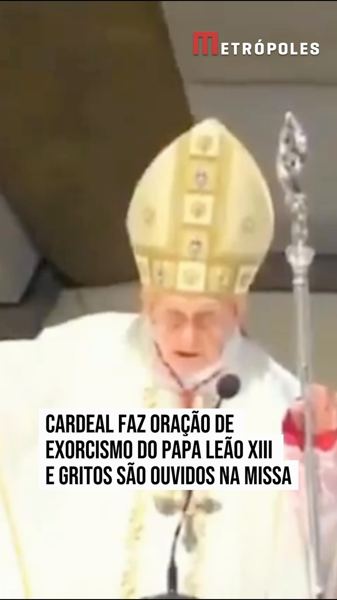 METRÓPOLES
CARDEAL FAZ ORAÇÃO DE
EXORCISMO DO PAPA LEÃO XIII
E GRITOS SÃO OUVIDOS NA MISSA